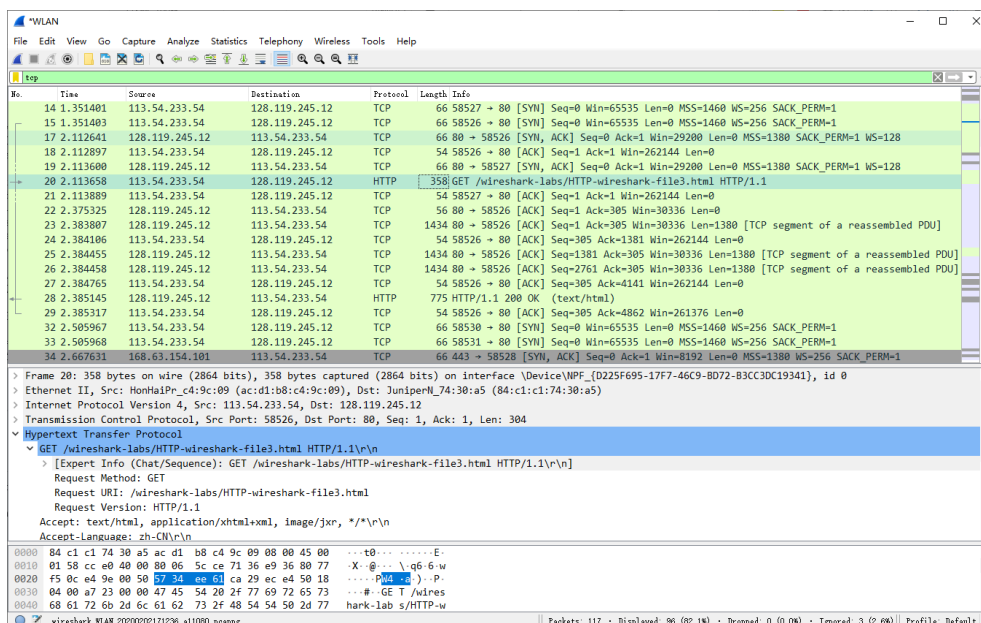 *WLAN
File Edit View Go Capture Analyze Statistics Telephony Wireless Tools Help
tcp
No. Time Source Destination Protocol Length Info
14 1.351401 113.54.233.54 128.119.245.12 TCP 66 58527 → 80 [SYN] Seq=0 Win=65535 Len=0 MSS=1460 WS=256 SACK_PERM=1
15 1.351403 113.54.233.54 128.119.245.12 TCP 66 58526 → 80 [SYN] Seq=0 Win=65535 Len=0 MSS=1460 WS=256 SACK_PERM=1
17 2.112641 128.119.245.12 113.54.233.54 TCP 66 80 → 58526 [SYN, ACK] Seq=0 Ack=1 Win=29200 Len=0 MSS=1380 SACK_PERM=1 WS=128
18 2.112897 113.54.233.54 128.119.245.12 TCP 54 58526 → 80 [ACK] Seq=1 Ack=1 Win=262144 Len=0
19 2.113600 128.119.245.12 113.54.233.54 TCP 66 80 → 58527 [SYN, ACK] Seq=0 Ack=1 Win=29200 Len=0 MSS=1380 SACK_PERM=1 WS=128
20 2.113658 113.54.233.54 128.119.245.12 HTTP 358 GET /wireshark-labs/HTTP-wireshark-file3.html HTTP/1.1
21 2.113889 113.54.233.54 128.119.245.12 TCP 54 58527 → 80 [ACK] Seq=1 Ack=1 Win=262144 Len=0
22 2.375325 128.119.245.12 113.54.233.54 TCP 56 80 → 58526 [ACK] Seq=1 Ack=305 Win=30336 Len=0
23 2.383807 128.119.245.12 113.54.233.54 TCP 1434 80 → 58526 [ACK] Seq=1 Ack=305 Win=30336 Len=1380 [TCP segment of a reassembled PDU]
24 2.384106 113.54.233.54 128.119.245.12 TCP 54 58526 → 80 [ACK] Seq=305 Ack=1381 Win=262144 Len=0
25 2.384455 128.119.245.12 113.54.233.54 TCP 1434 80 → 58526 [ACK] Seq=1381 Ack=305 Win=30336 Len=1380 [TCP segment of a reassembled PDU]
26 2.384458 128.119.245.12 113.54.233.54 TCP 1434 80 → 58526 [ACK] Seq=2761 Ack=305 Win=30336 Len=1380 [TCP segment of a reassembled PDU]
27 2.384765 113.54.233.54 128.119.245.12 TCP 54 58526 → 80 [ACK] Seq=305 Ack=4141 Win=262144 Len=0
28 2.385145 128.119.245.12 113.54.233.54 HTTP 775 HTTP/1.1 200 OK (text/html)
29 2.385317 113.54.233.54 128.119.245.12 TCP 54 58526 → 80 [ACK] Seq=305 Ack=4862 Win=261376 Len=0
32 2.505967 113.54.233.54 128.119.245.12 TCP 66 58530 → 80 [SYN] Seq=0 Win=65535 Len=0 MSS=1460 WS=256 SACK_PERM=1
33 2.505968 113.54.233.54 128.119.245.12 TCP 66 58531 → 80 [SYN] Seq=0 Win=65535 Len=0 MSS=1460 WS=256 SACK_PERM=1
34 2.667631 168.63.154.101 113.54.233.54 TCP 66 443 → 58528 [SYN, ACK] Seq=0 Ack=1 Win=8192 Len=0 MSS=1380 WS=256 SACK_PERM=1
Frame 20: 358 bytes on wire (2864 bits), 358 bytes captured (2864 bits) on interface \Device\NPF_{D225F695-17F7-46C9-BD72-B3CC3DC19341}, id 0
Ethernet II, Src: HonHaiPr_c4:9c:09 (ac:d1:b8:c4:9c:09), Dst: JuniperN_74:30:a5 (84:c1:c1:74:30:a5)
Internet Protocol Version 4, Src: 113.54.233.54, Dst: 128.119.245.12
Transmission Control Protocol, Src Port: 58526, Dst Port: 80, Seq: 1, Ack: 1, Len: 304
Hypertext Transfer Protocol
GET /wireshark-labs/HTTP-wireshark-file3.html HTTP/1.1\r\n
[Expert Info (Chat/Sequence): GET /wireshark-labs/HTTP-wireshark-file3.html HTTP/1.1\r\n]
Request Method: GET
Request URI: /wireshark-labs/HTTP-wireshark-file3.html
Request Version: HTTP/1.1
Accept: text/html, application/xhtml+xml, image/jxr, */*\r\n
Accept-Language: zh-CN\r\n
0000 84 c1 c1 74 30 a5 ac d1 b8 c4 9c 09 08 00 45 00 ···t0··· ······E·
0010 01 58 cc e0 40 00 80 06 5c ce 71 36 e9 36 80 77 ·X··@··· \·q6·6·w
0020 f5 0c e4 9e 00 50 57 34 ee 61 ca 29 ec e4 50 18 ·····PW4 ·a·)··P·
0030 04 00 a7 23 00 00 47 45 54 20 2f 77 69 72 65 73 ···#··GE T /wires
0040 68 61 72 6b 2d 6c 61 62 73 2f 48 54 54 50 2d 77 hark-lab s/HTTP-w
wireshark_WLAN_20200202171236_a11080.pcapng Packets: 117 · Displayed: 96 (82.1%) · Dropped: 0 (0.0%) · Ignored: 3 (2.6%) Profile: Default